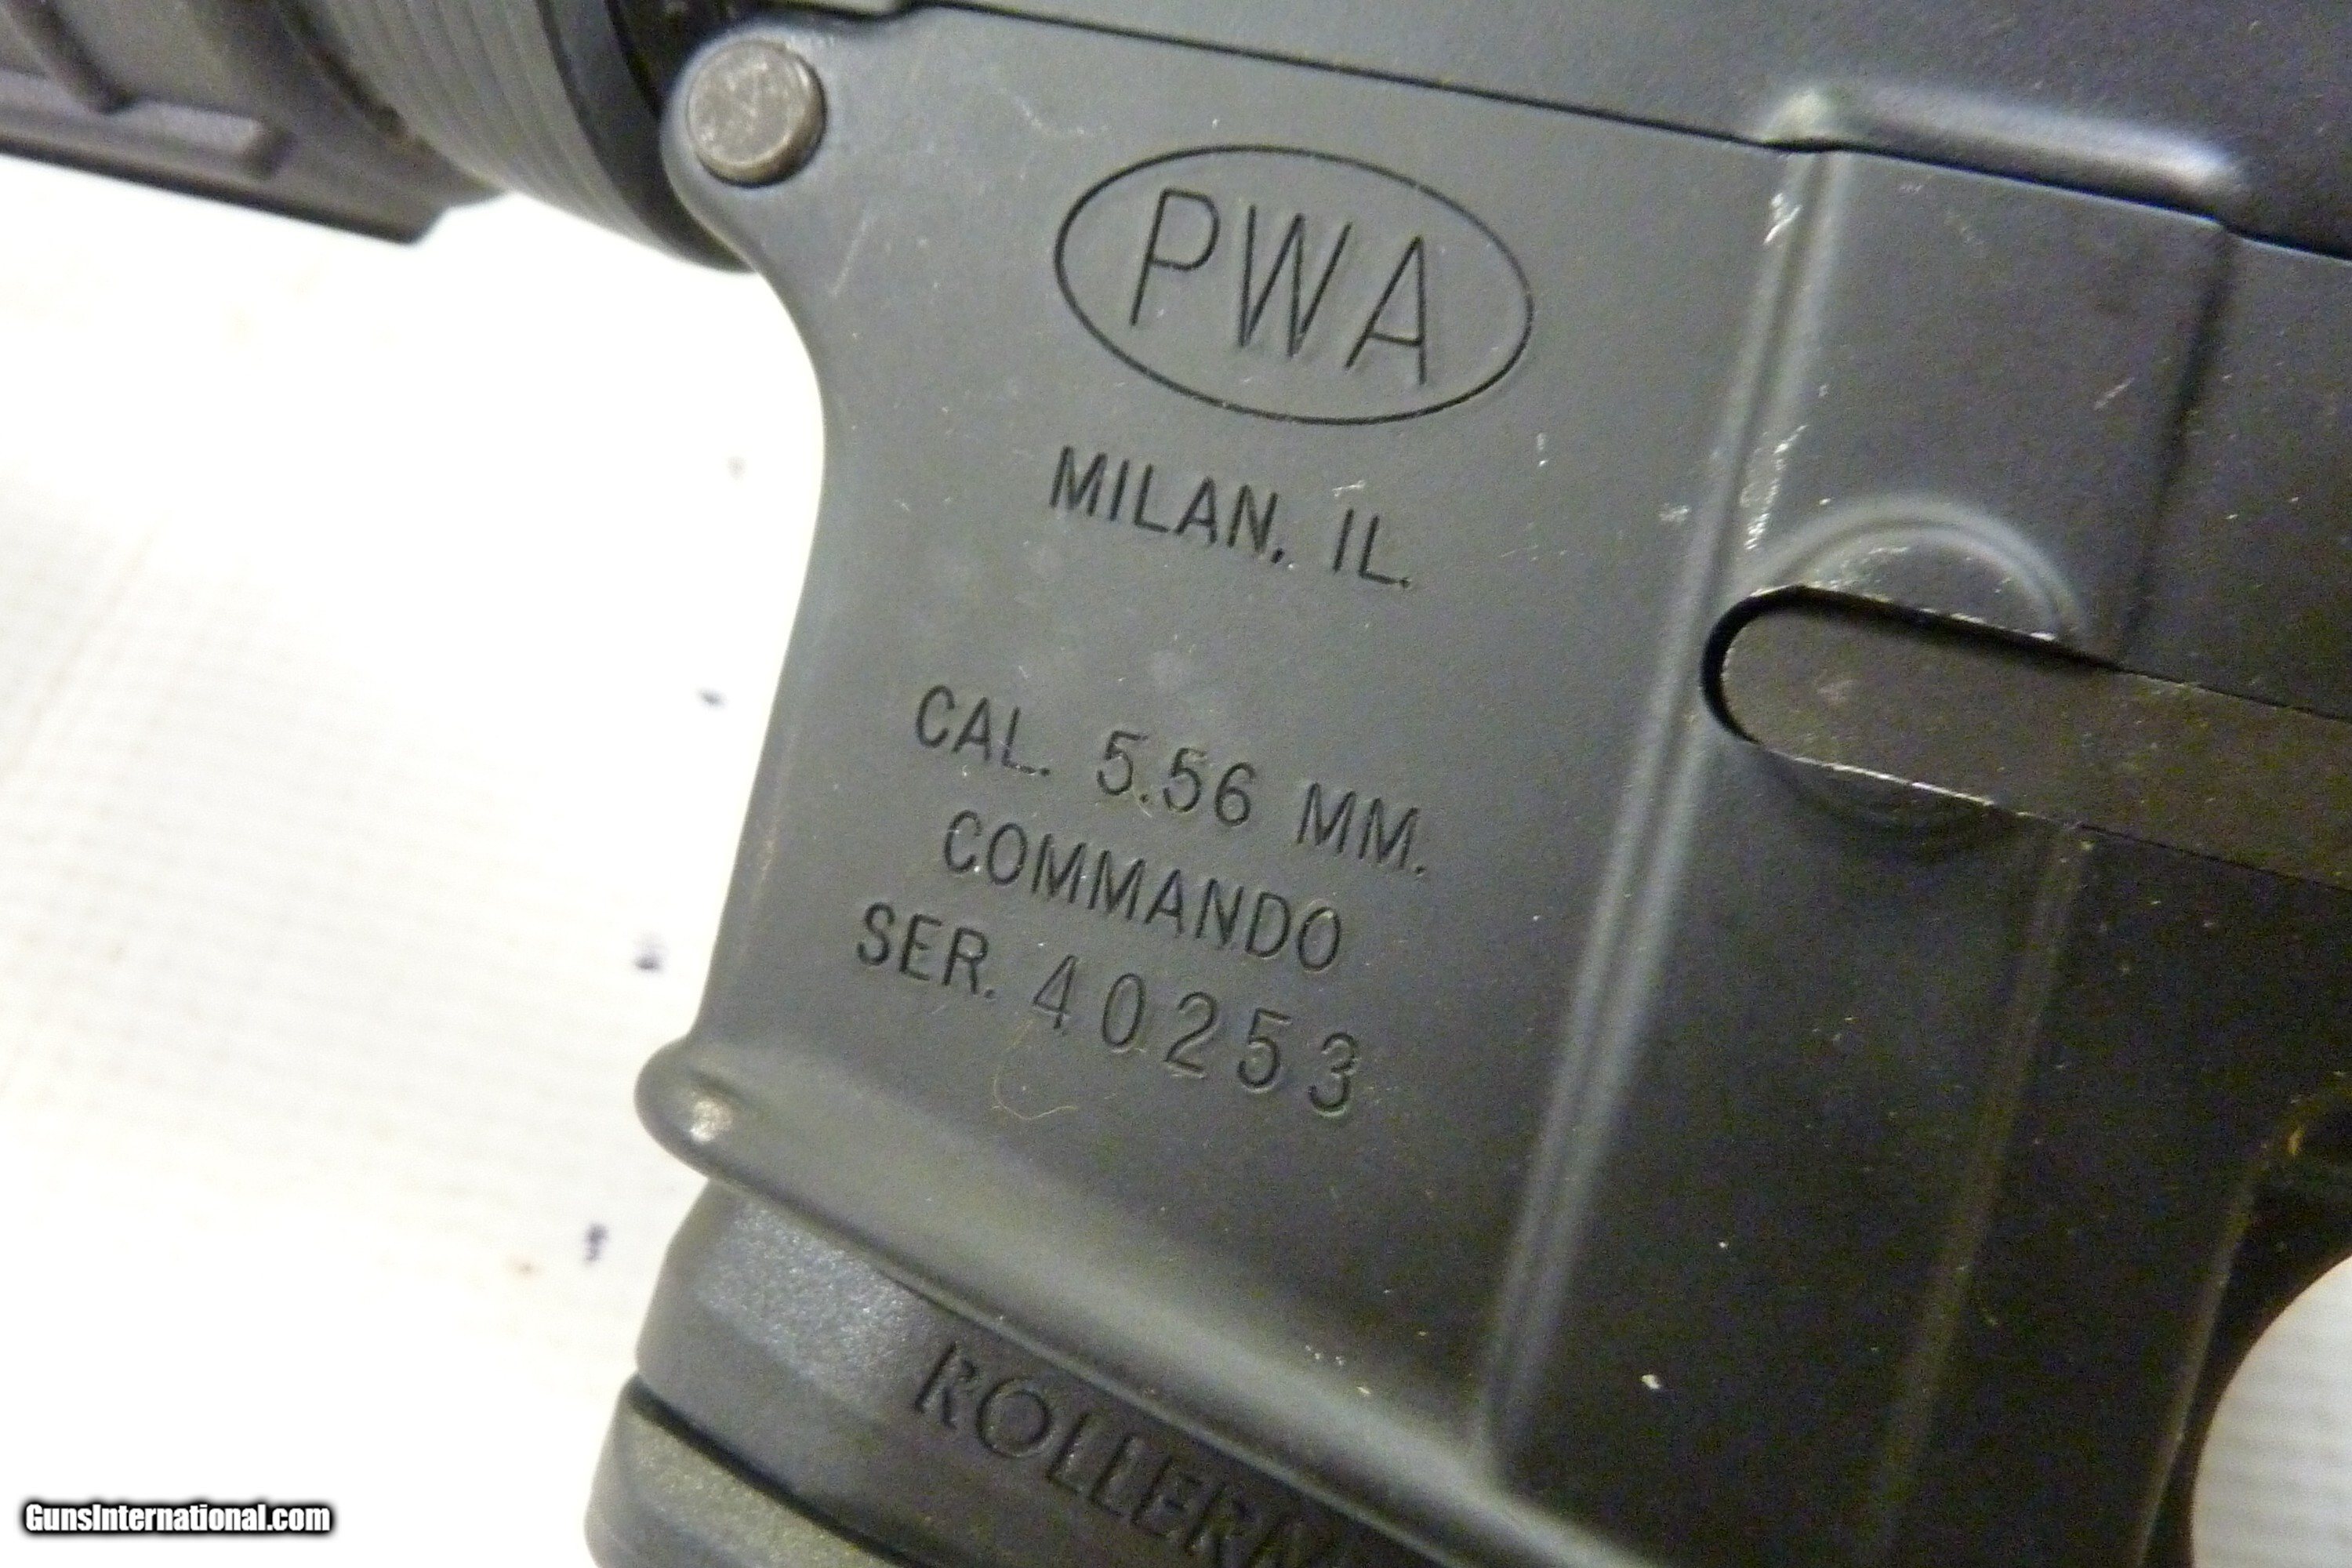 PWA
MILAN, IL.
CAL. 5.56 MM.
COMMANDO
SER. 40253
GunsInternational.com